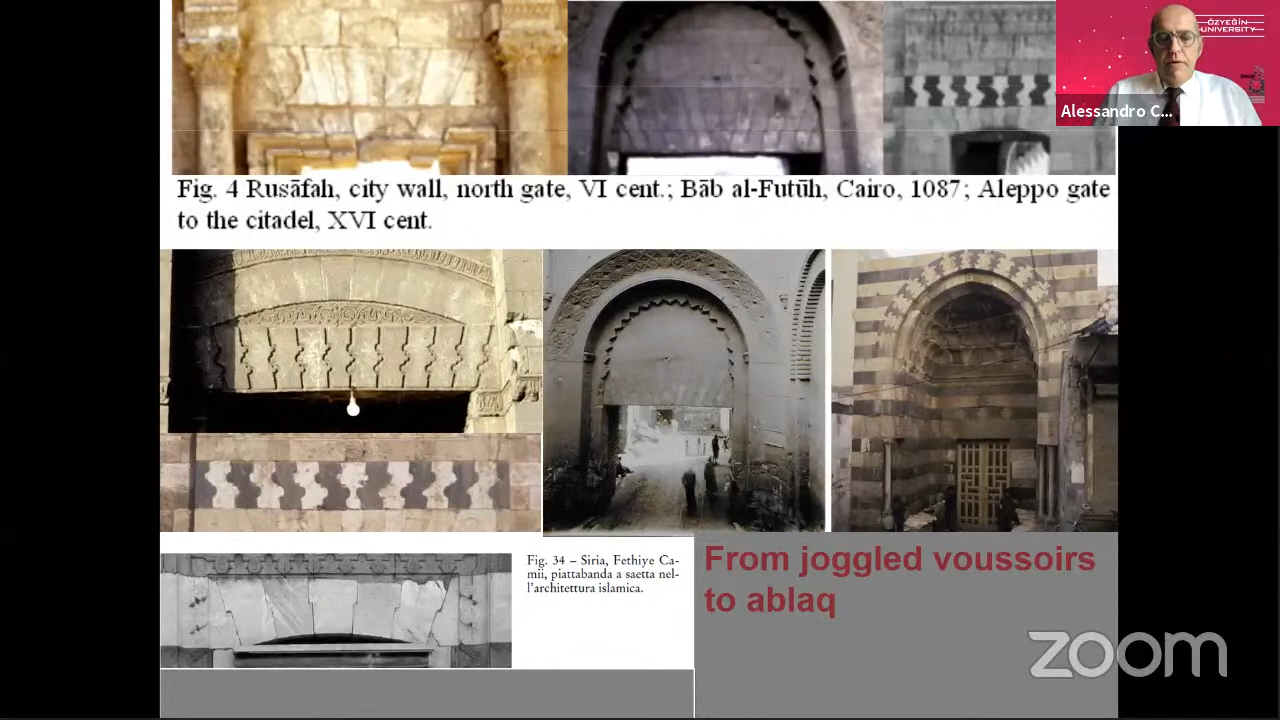 ÖZYEĞİN
UNIVERSITY
Alessandro C...
Fig. 4 Rusāfah, city wall, north gate, VI cent.; Bāb al-Futūh, Cairo, 1087; Aleppo gate
to the citadel, XVI cent.
Fig. 34 – Siria, Fethiye Ca-
mii, piattabanda a saetta nel-
l'architettura islamica.
From joggled voussoirs
to ablaq
zoom